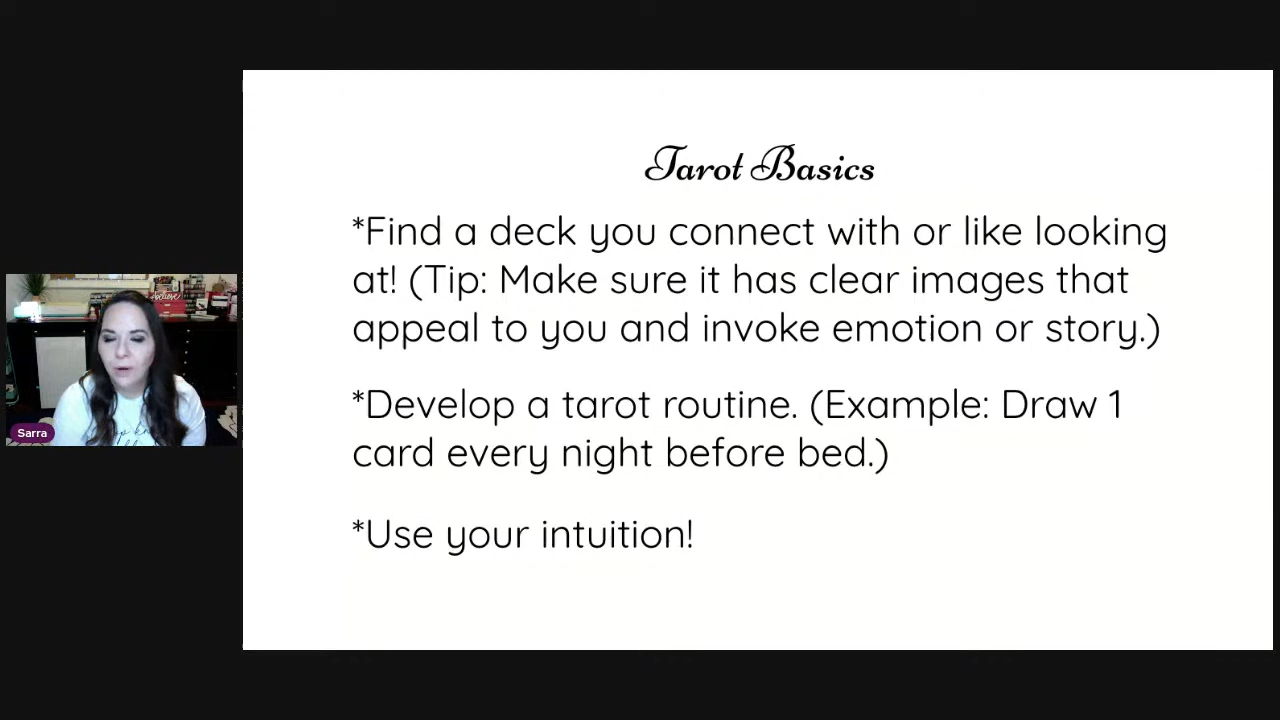 Tarot Basics
*Find a deck you connect with or like looking
at! (Tip: Make sure it has clear images that
appeal to you and invoke emotion or story.)
*Develop a tarot routine. (Example: Draw 1
card every night before bed.)
*Use your intuition!
believe
Sarra